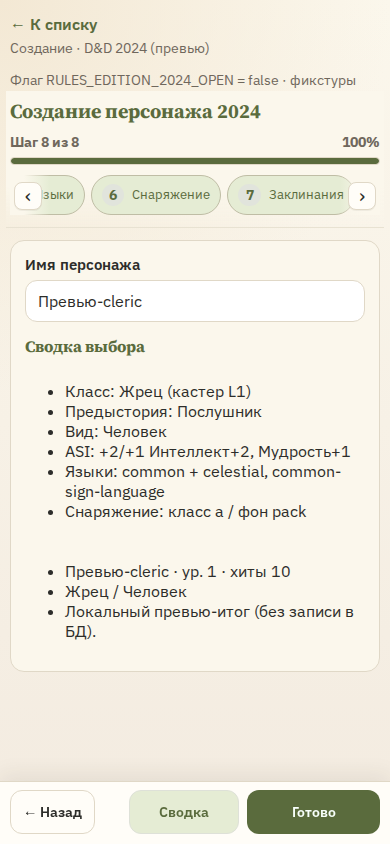 ← К списку
Создание · D&D 2024 (превью)
Флаг RULES_EDITION_2024_OPEN = false · фикстуры
Создание персонажа 2024
Шаг 8 из 8 100%
‹ зыки 6 Снаряжение 7 Заклинания ›
Имя персонажа
Превью-cleric
Сводка выбора
• Класс: Жрец (кастер L1)
• Предыстория: Послушник
• Вид: Человек
• ASI: +2/+1 Интеллект+2, Мудрость+1
• Языки: common + celestial, common-
sign-language
• Снаряжение: класс a / фон pack
• Превью-cleric · ур. 1 · хиты 10
• Жрец / Человек
• Локальный превью-итог (без записи в
БД).
← Назад Сводка Готово